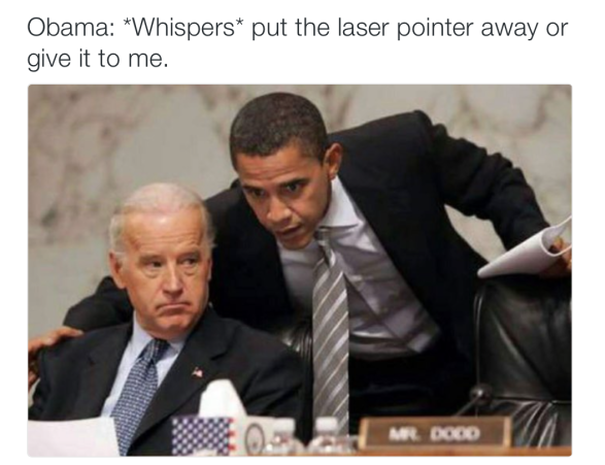 Obama: *Whispers* put the laser pointer away or
give it to me.
MR. DODD